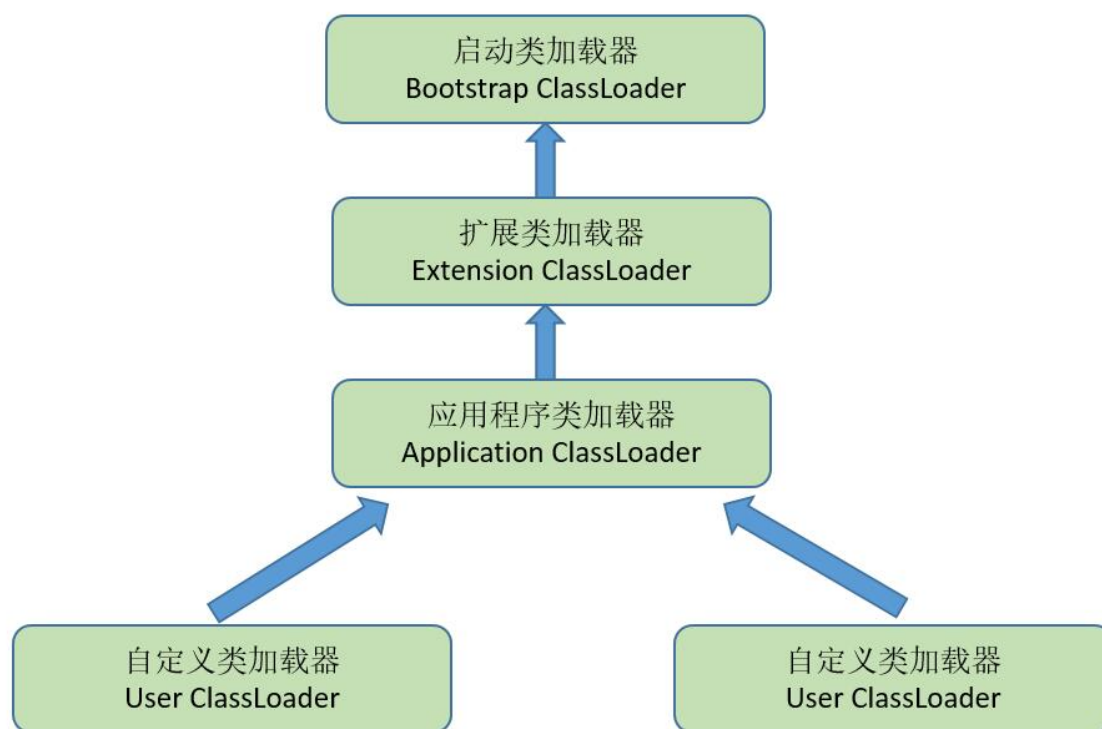 启动类加载器
Bootstrap ClassLoader
扩展类加载器
Extension ClassLoader
应用程序类加载器
Application ClassLoader
自定义类加载器
User ClassLoader
自定义类加载器
User ClassLoader